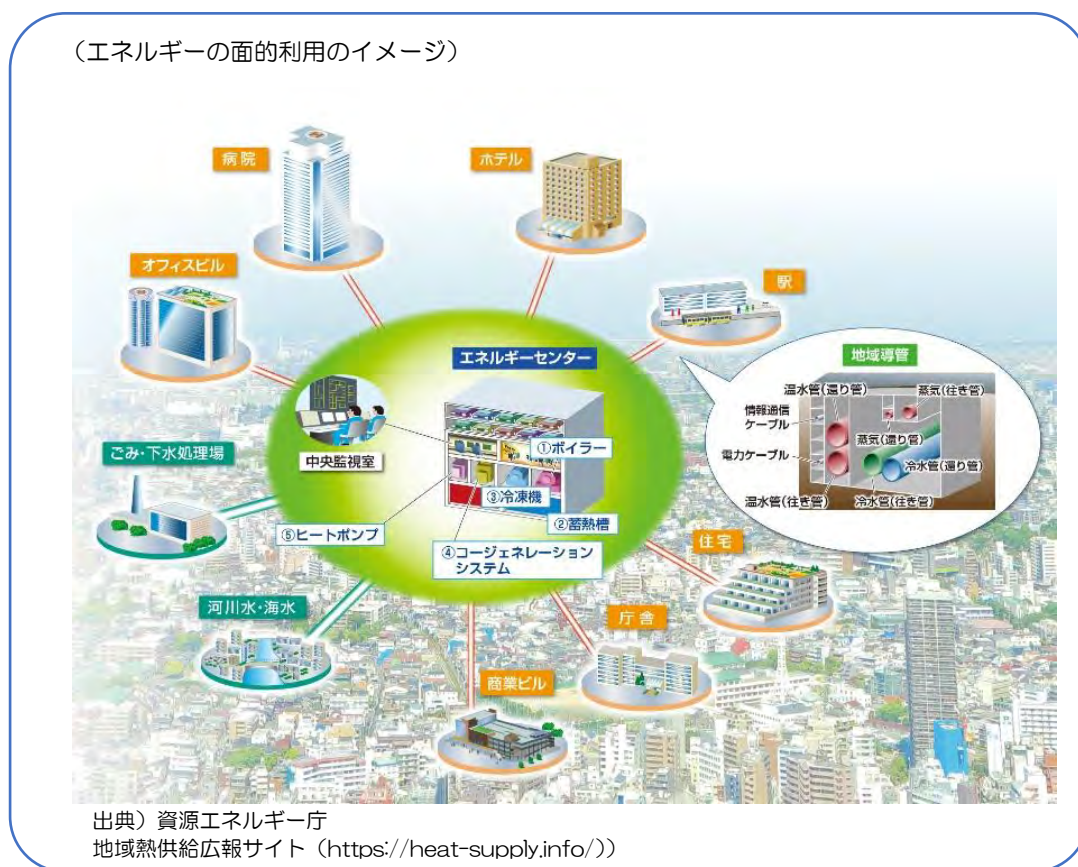 （エネルギーの面的利用のイメージ）
病院
ホテル
オフィスビル
駅
エネルギーセンター
地域導管
温水管(還り管)
蒸気(往き管)
情報通信
ケーブル
蒸気(還り管)
電力ケーブル
冷水管(還り管)
温水管(往き管)
冷水管(往き管)
中央監視室
①ボイラー
③冷凍機
②蓄熱槽
⑤ヒートポンプ
④コージェネレーション
システム
ごみ・下水処理場
住宅
河川水・海水
庁舎
商業ビル
出典）資源エネルギー庁
地域熱供給広報サイト（https://heat-supply.info/））